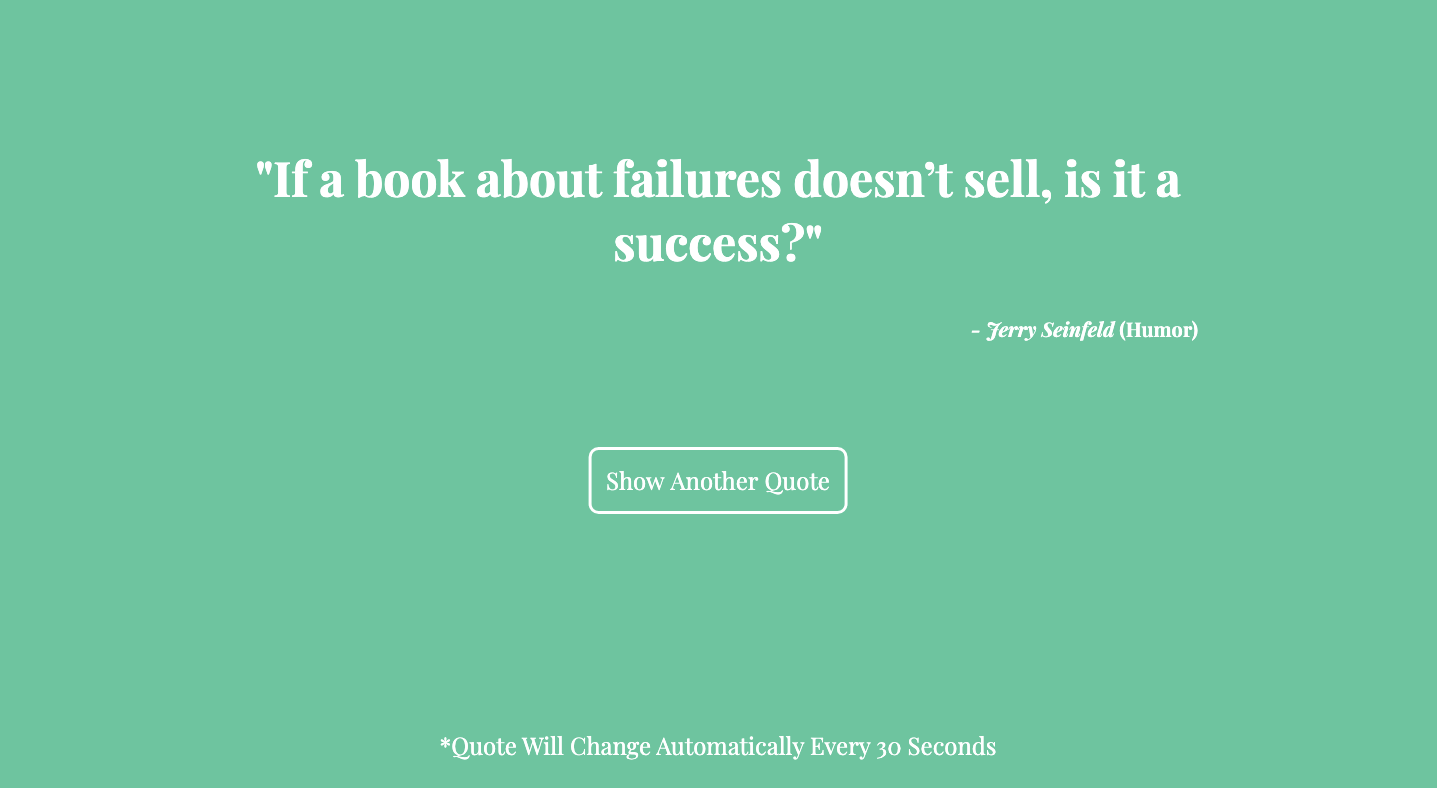 "If a book about failures doesn’t sell, is it a
success?"
- Jerry Seinfeld (Humor)
Show Another Quote
*Quote Will Change Automatically Every 30 Seconds